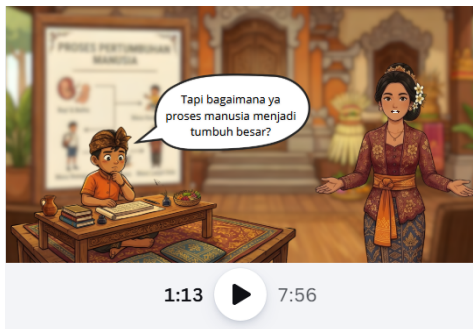 PROSES PERTUMBUHAN
MANUSIA
Tapi bagaimana ya
proses manusia menjadi
tumbuh besar?
1:13
7:56